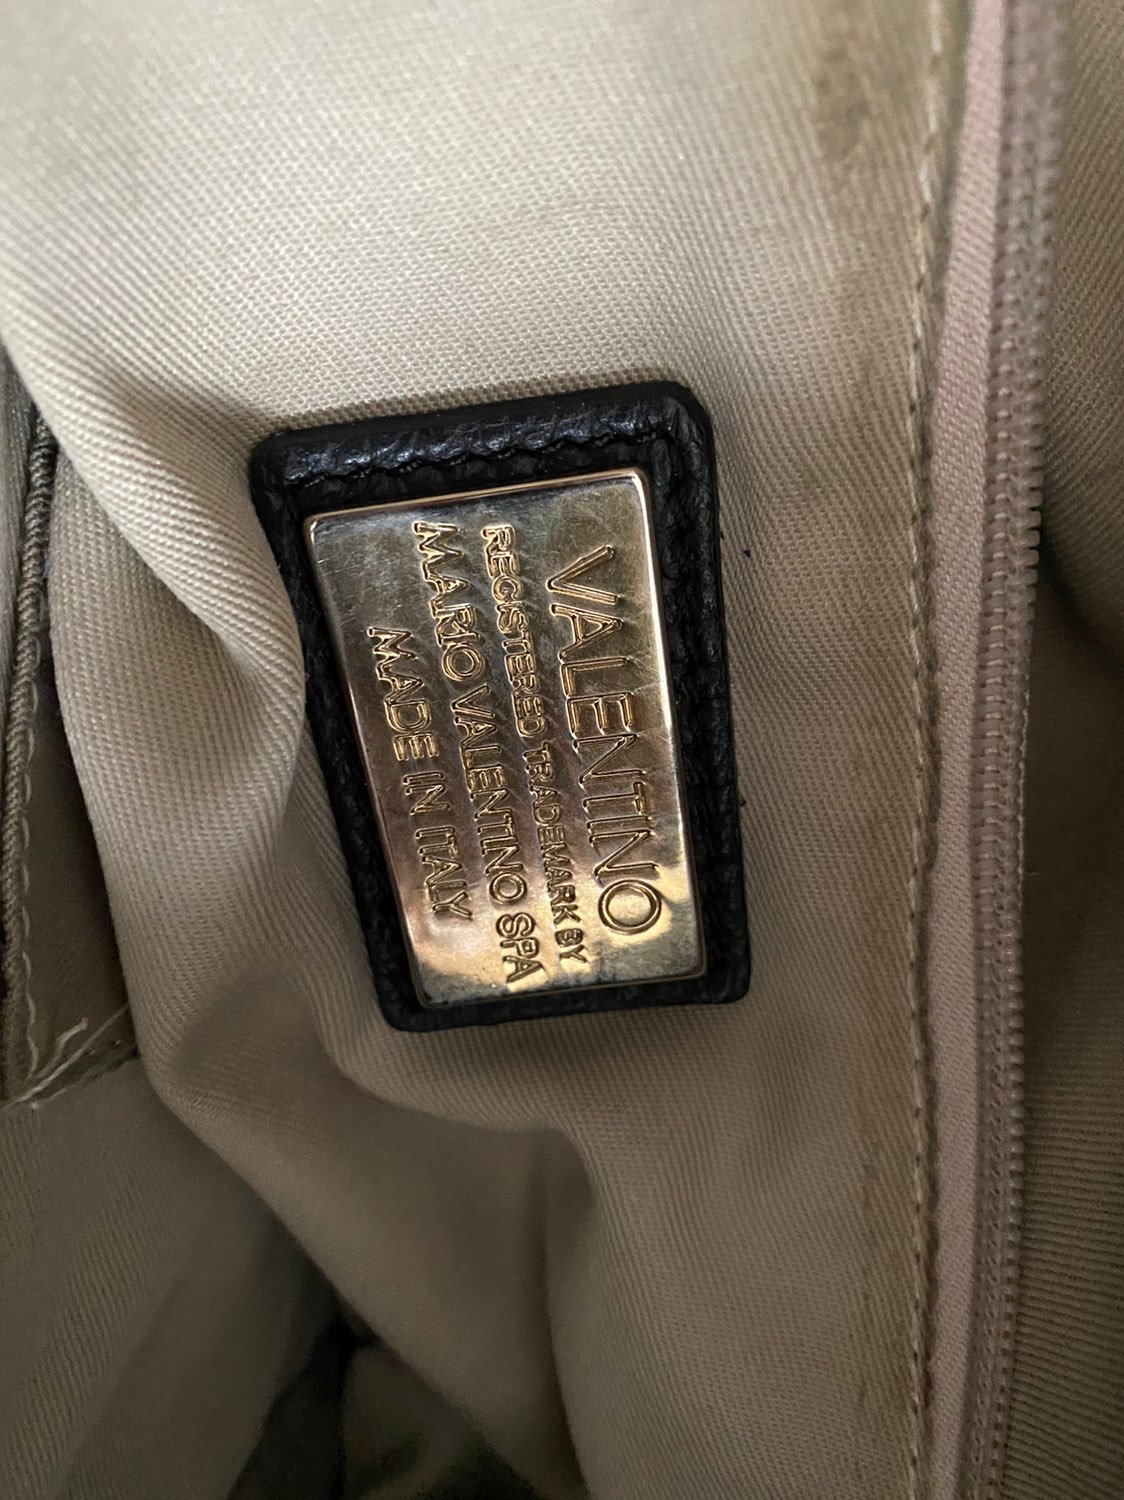 VALENTINO
REGISTERED TRADEMARK BY
MARIO VALENTINO SPA
MADE IN ITALY